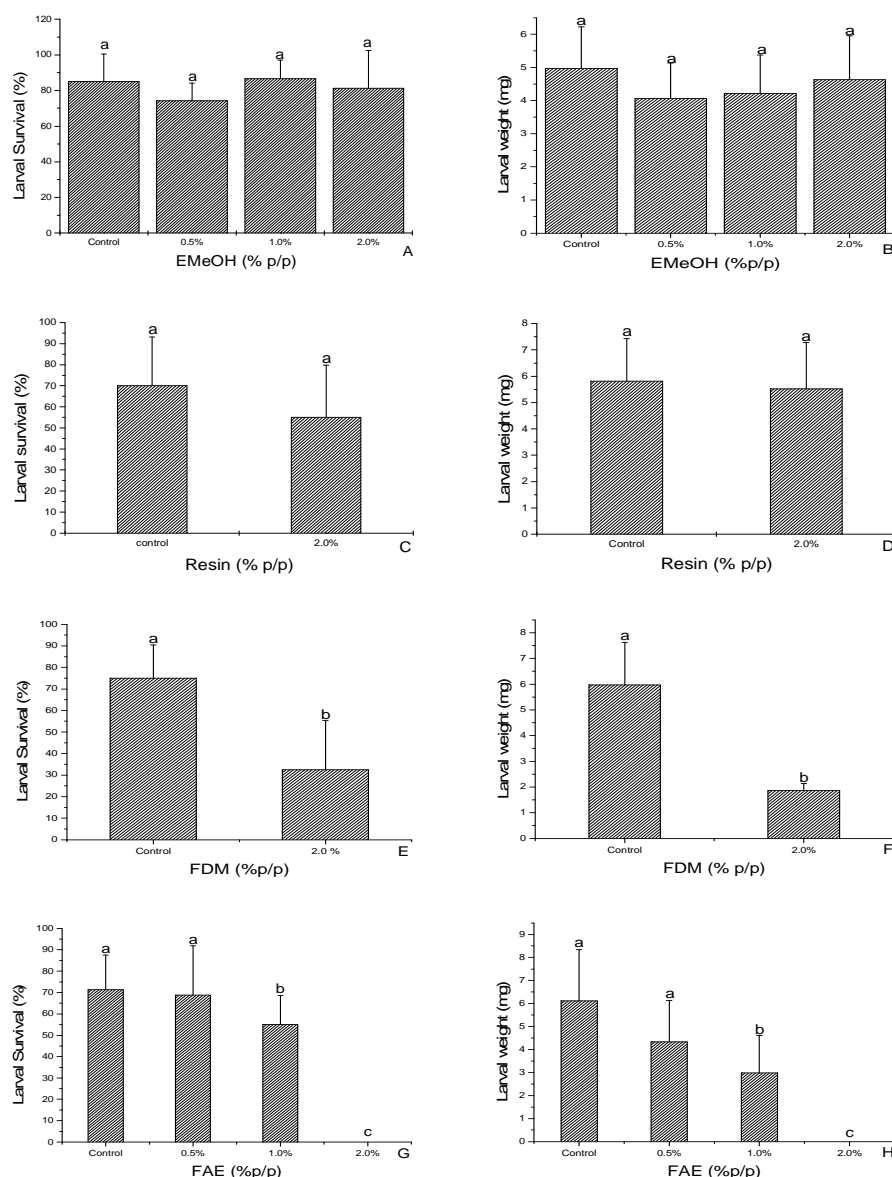 120
100
80
60
40
20
0
Larval Survival (%)
a a a a
Control 0.5% 1.0% 2.0%
EMeOH (% p/p)
A
6
5
4
3
2
1
0
Larval weight (mg)
a a a a
Control 0.5% 1.0% 2.0%
EMeOH (%p/p)
B
100
90
80
70
60
50
40
30
20
10
0
Larval survival (%)
a a
control 2.0%
Resin (% p/p)
C
8
7
6
5
4
3
2
1
0
Larval weight (mg)
a a
Control 2.0%
Resin (% p/p)
D
100
90
80
70
60
50
40
30
20
10
0
Larval Survival (%)
a b
Control 2.0 %
FDM (%p/p)
E
8
7
6
5
4
3
2
1
0
Larval weight (mg)
a b
Control 2.0%
FDM (% p/p)
F
100
90
80
70
60
50
40
30
20
10
0
Larval Survival (%)
a a b c
Control 0.5% 1.0% 2.0%
FAE (%p/p)
G
9
8
7
6
5
4
3
2
1
0
Larval weight (mg)
a a b c
Control 0.5% 1.0% 2.0%
FAE (%p/p)
H